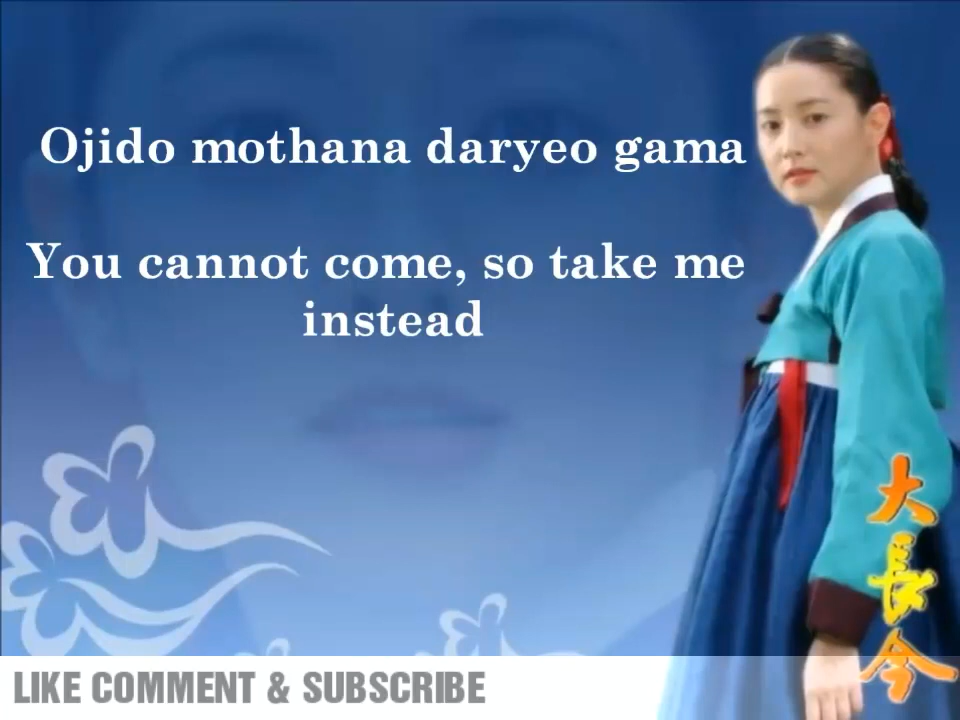 Ojido mothana daryeo gama
You cannot come, so take me
instead
大
長
今
LIKE COMMENT & SUBSCRIBE